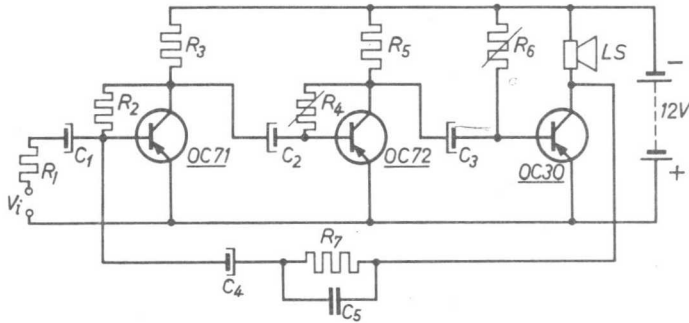 R3
R5
R6
LS
−
R2
R4
12V
C1
OC71
C2
OC72
C3
OC30
+
R1
Vi
R7
C4
C5